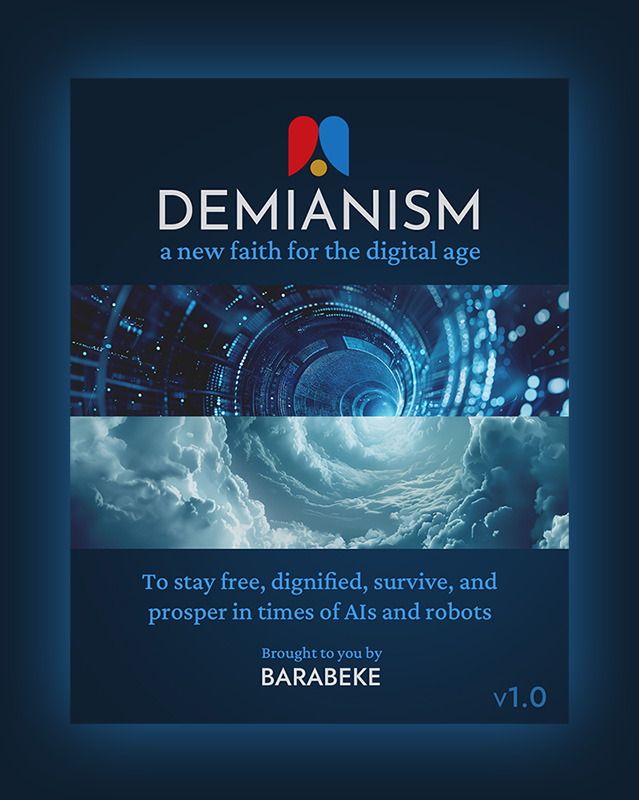 DEMIANISM
a new faith for the digital age
To stay free, dignified, survive, and
prosper in times of AIs and robots
Brought to you by
BARABEKE
v1.0